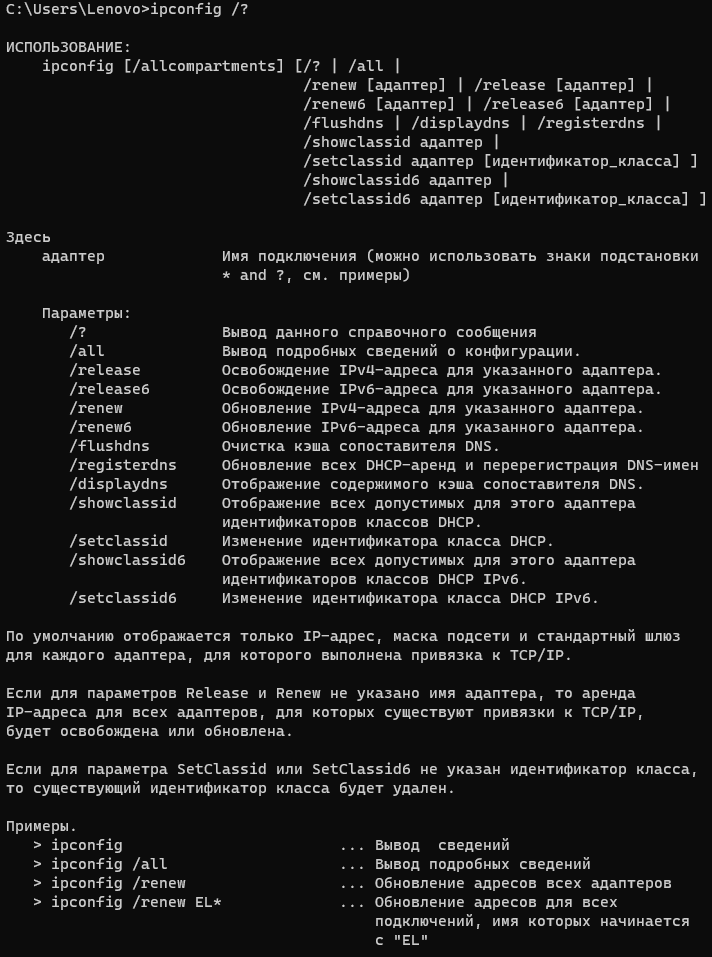 C:\Users\Lenovo>ipconfig /?
ИСПОЛЬЗОВАНИЕ:
ipconfig [/allcompartments] [/? | /all |
/renew [адаптер] | /release [адаптер] |
/renew6 [адаптер] | /release6 [адаптер] |
/flushdns | /displaydns | /registerdns |
/showclassid адаптер |
/setclassid адаптер [идентификатор_класса] ]
/showclassid6 адаптер |
/setclassid6 адаптер [идентификатор_класса] ]
Здесь
адаптер Имя подключения (можно использовать знаки подстановки
* and ?, см. примеры)
Параметры:
/? Вывод данного справочного сообщения
/all Вывод подробных сведений о конфигурации.
/release Освобождение IPv4-адреса для указанного адаптера.
/release6 Освобождение IPv6-адреса для указанного адаптера.
/renew Обновление IPv4-адреса для указанного адаптера.
/renew6 Обновление IPv6-адреса для указанного адаптера.
/flushdns Очистка кэша сопоставителя DNS.
/registerdns Обновление всех DHCP-аренд и перерегистрация DNS-имен
/displaydns Отображение содержимого кэша сопоставителя DNS.
/showclassid Отображение всех допустимых для этого адаптера
идентификаторов классов DHCP.
/setclassid Изменение идентификатора класса DHCP.
/showclassid6 Отображение всех допустимых для этого адаптера
идентификаторов классов DHCP IPv6.
/setclassid6 Изменение идентификатора класса DHCP IPv6.
По умолчанию отображается только IP-адрес, маска подсети и стандартный шлюз
для каждого адаптера, для которого выполнена привязка к TCP/IP.
Если для параметров Release и Renew не указано имя адаптера, то аренда
IP-адреса для всех адаптеров, для которых существуют привязки к TCP/IP,
будет освобождена или обновлена.
Если для параметра SetClassid или SetClassid6 не указан идентификатор класса,
то существующий идентификатор класса будет удален.
Примеры.
> ipconfig ... Вывод  сведений
> ipconfig /all ... Вывод подробных сведений
> ipconfig /renew ... Обновление адресов всех адаптеров
> ipconfig /renew EL* ... Обновление адресов для всех
подключений, имя которых начинается
с "EL"